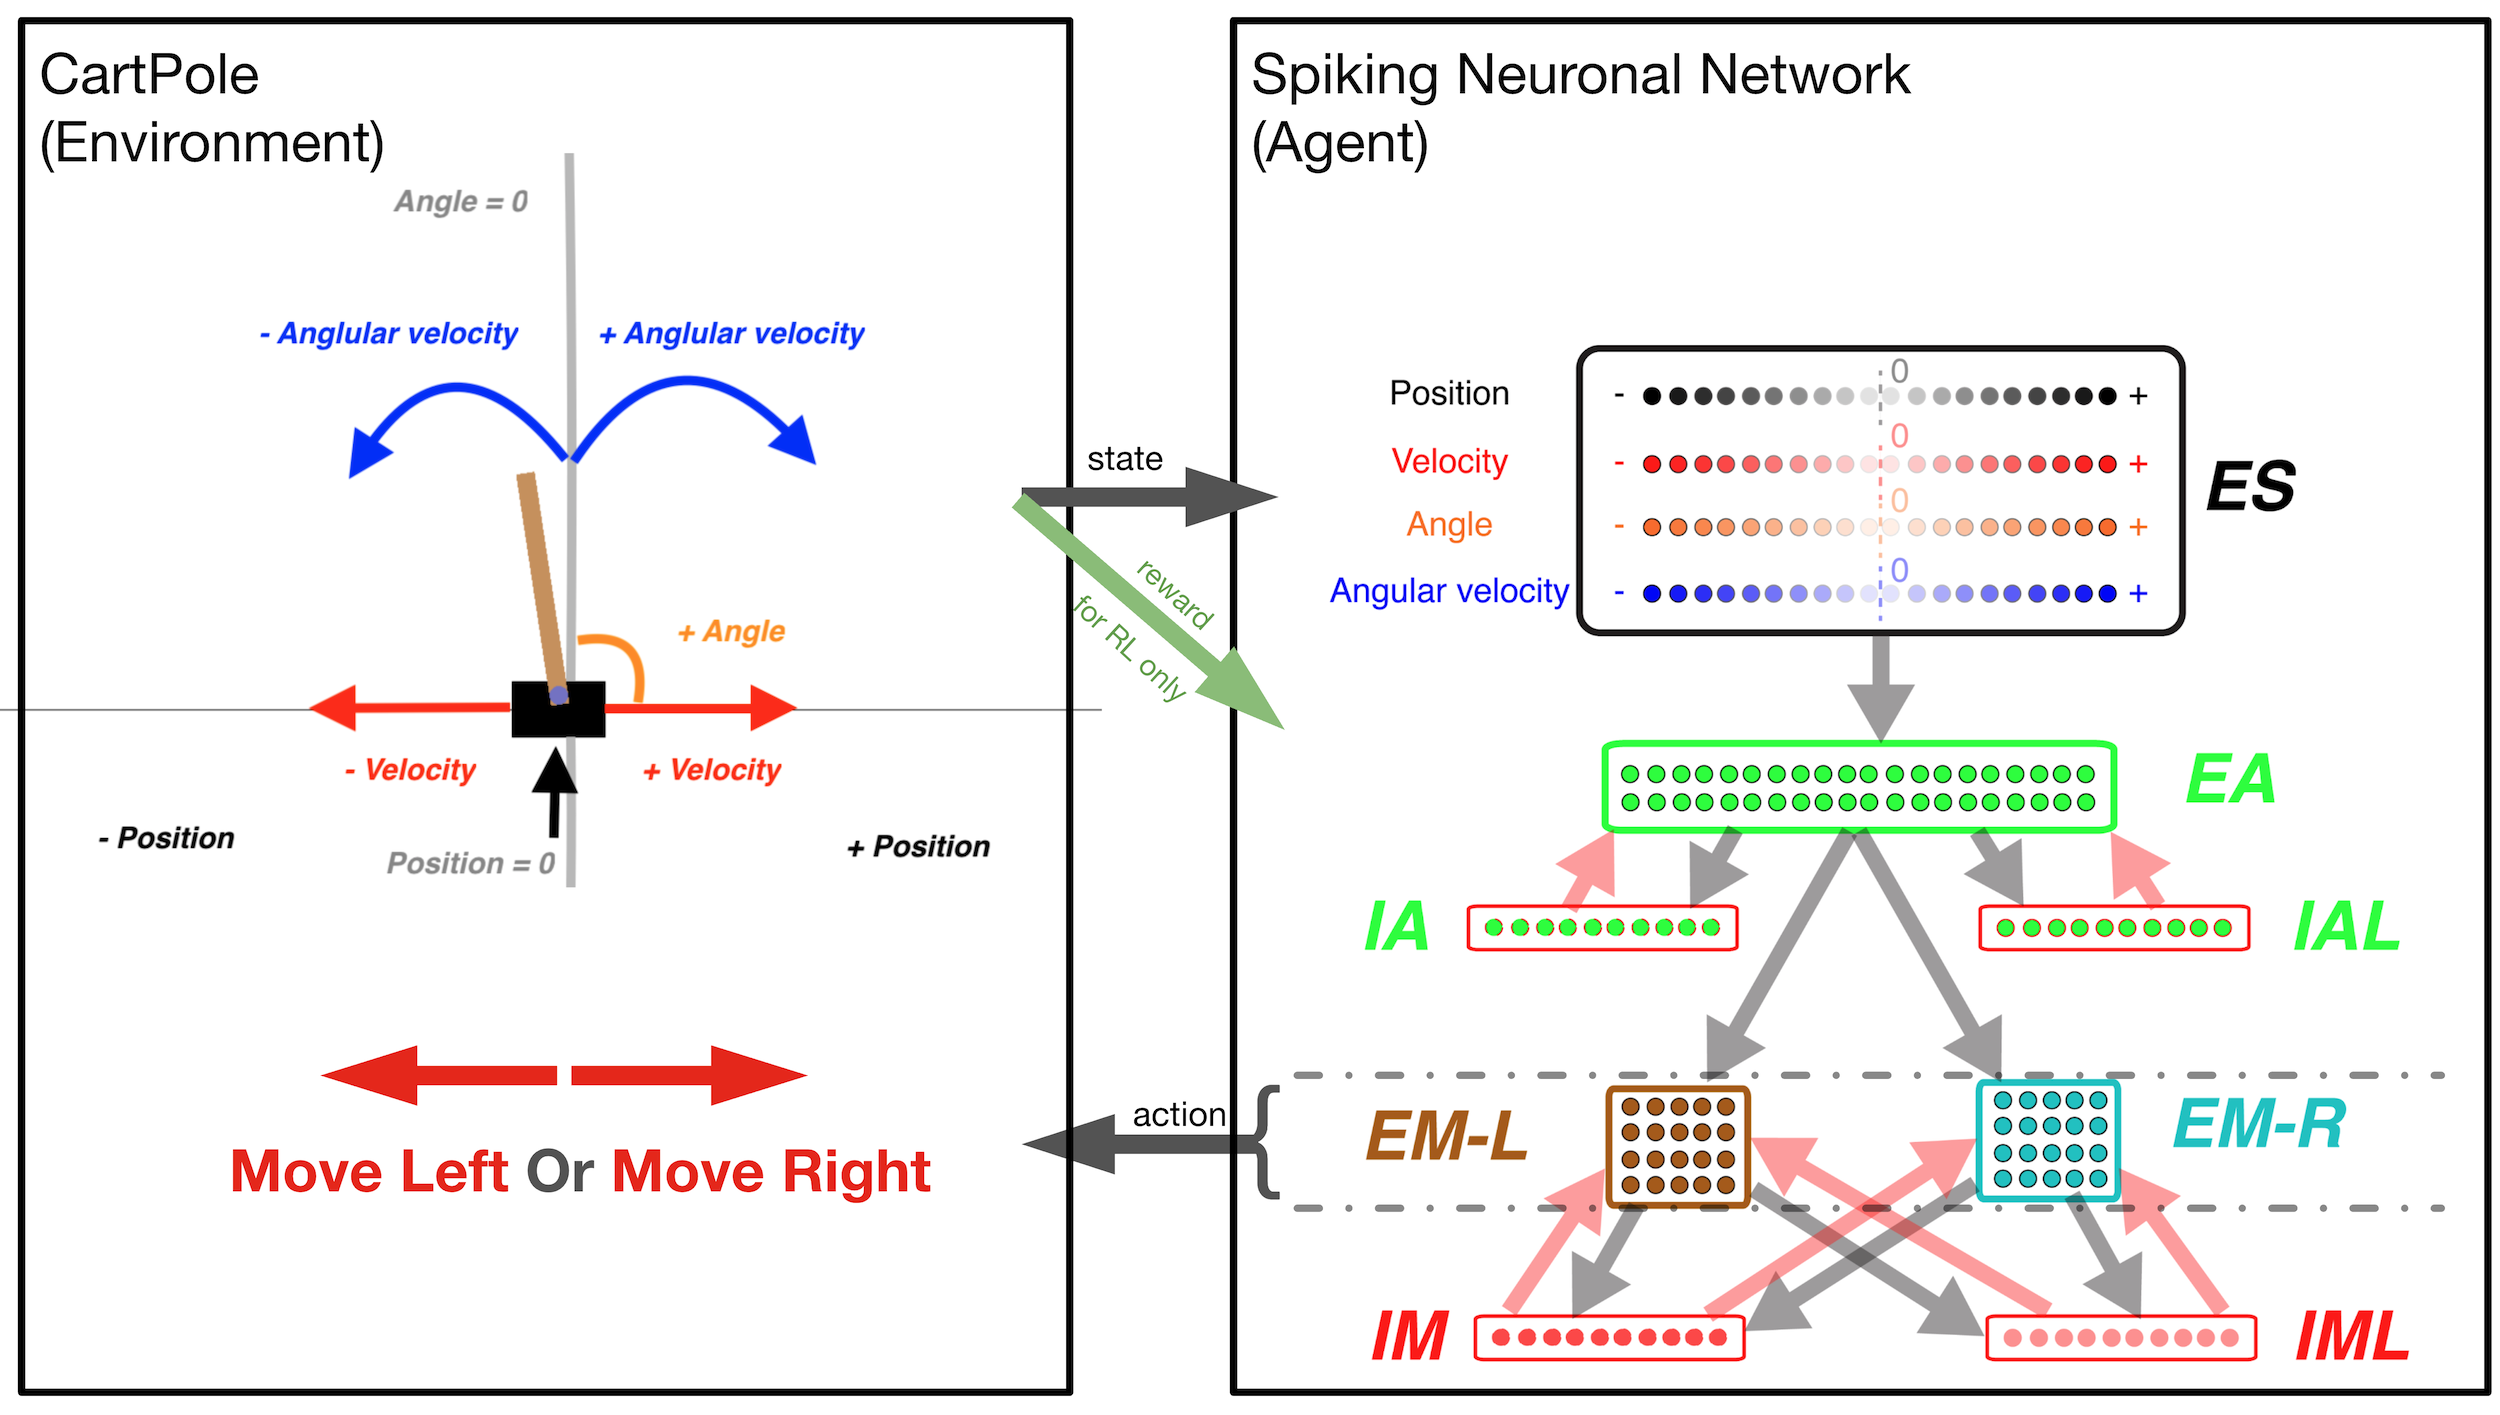 CartPole
(Environment)
Angle = 0
- Anglular velocity
+ Anglular velocity
+ Angle
- Velocity
+ Velocity
- Position
+ Position
Position = 0
Move Left Or Move Right
state
reward
for RL only
action
{
Spiking Neuronal Network
(Agent)
0
Position - +
0
Velocity - +
0
Angle - +
0
Angular velocity - +
ES
EA
IA
IAL
EM-L
EM-R
IM
IML